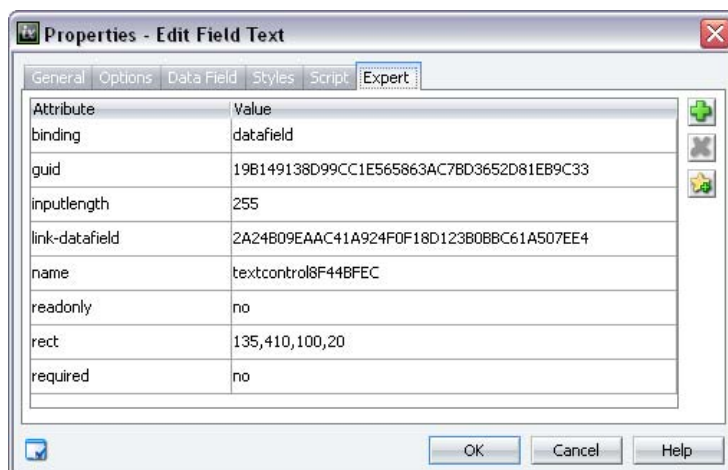 Properties - Edit Field Text
General Options Data Field Styles Script Expert
Attribute Value
binding datafield
guid 19B149138D99CC1E565863AC7BD3652D81EB9C33
inputlength 255
link-datafield 2A24B09EAAC41A924F0F18D123B0BBC61A507EE4
name textcontrol8F44BFEC
readonly no
rect 135,410,100,20
required no
OK Cancel Help